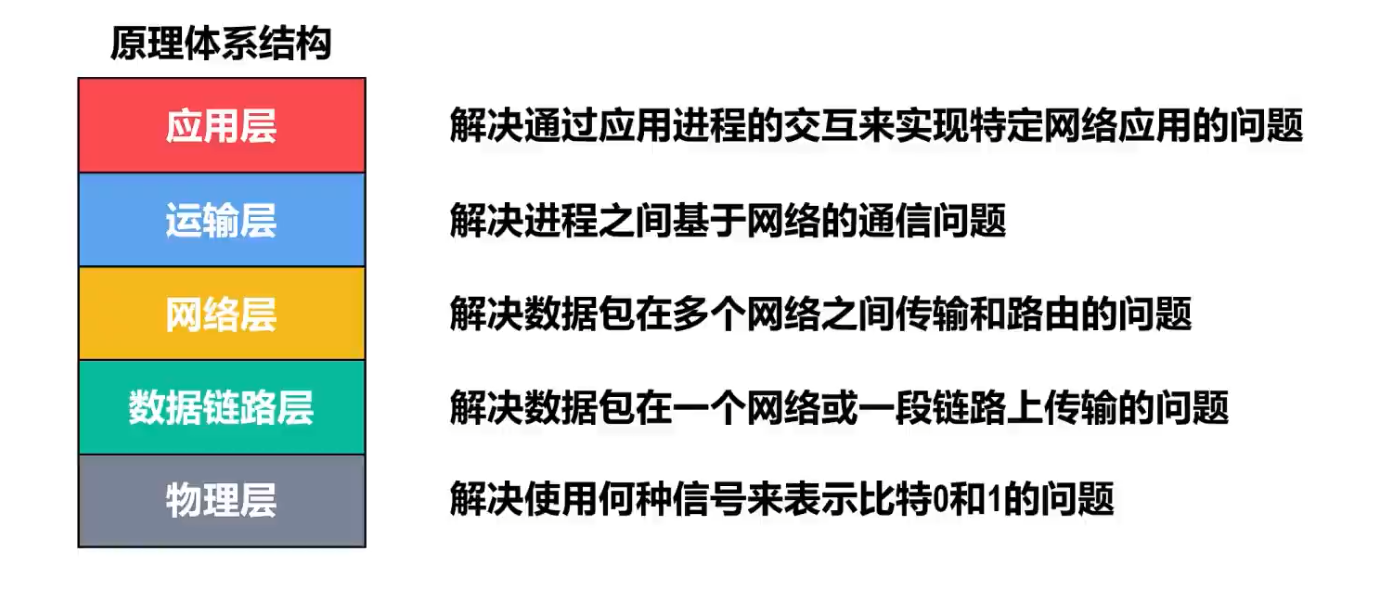 原理体系结构
应用层
解决通过应用进程的交互来实现特定网络应用的问题
运输层
解决进程之间基于网络的通信问题
网络层
解决数据包在多个网络之间传输和路由的问题
数据链路层
解决数据包在一个网络或一段链路上传输的问题
物理层
解决使用何种信号来表示比特0和1的问题